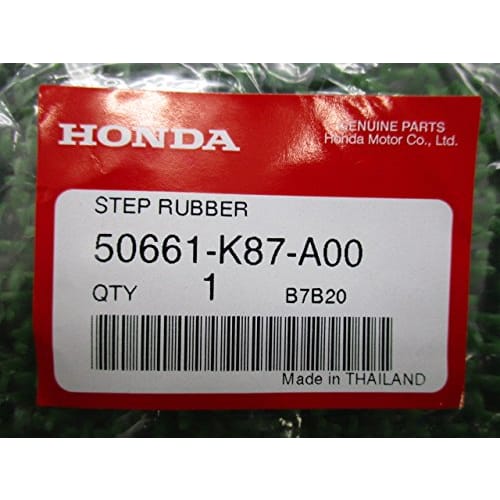 HONDA
GENUINE PARTS
Honda Motor Co., Ltd.
STEP RUBBER
50661-K87-A00
QTY 1 B7B20
Made in THAILAND